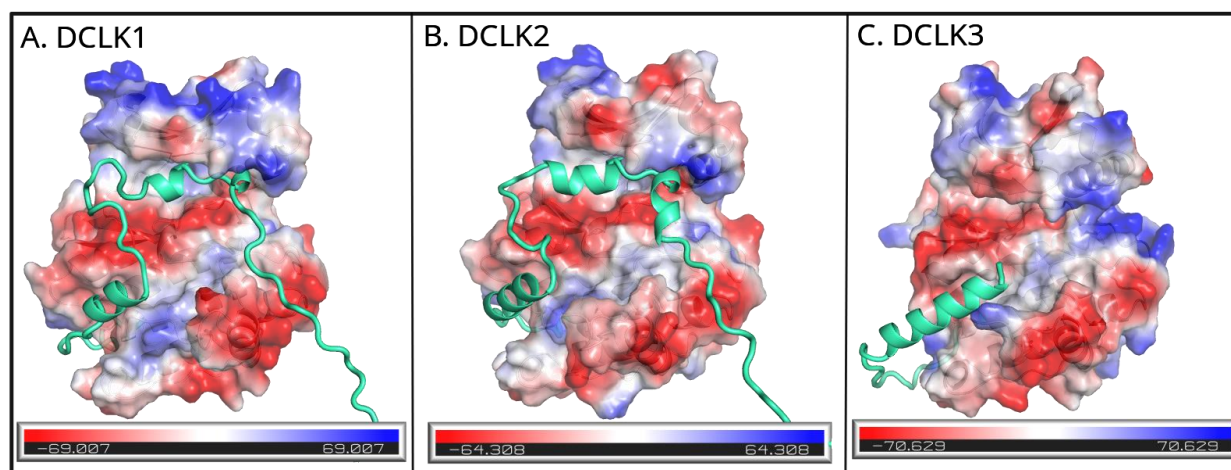 A. DCLK1
B. DCLK2
C. DCLK3
-69.007 69.007
-64.308 64.308
-70.629 70.629